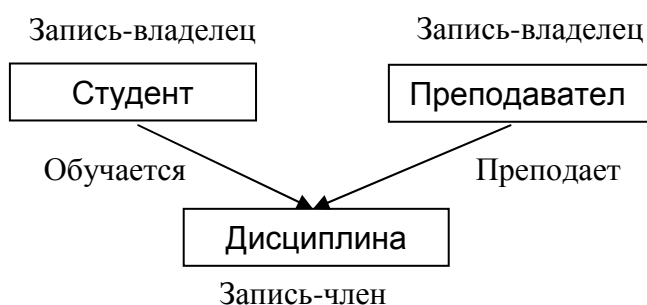 Запись-владелец
Запись-владелец
Студент
Преподавател
Обучается
Преподает
Дисциплина
Запись-член